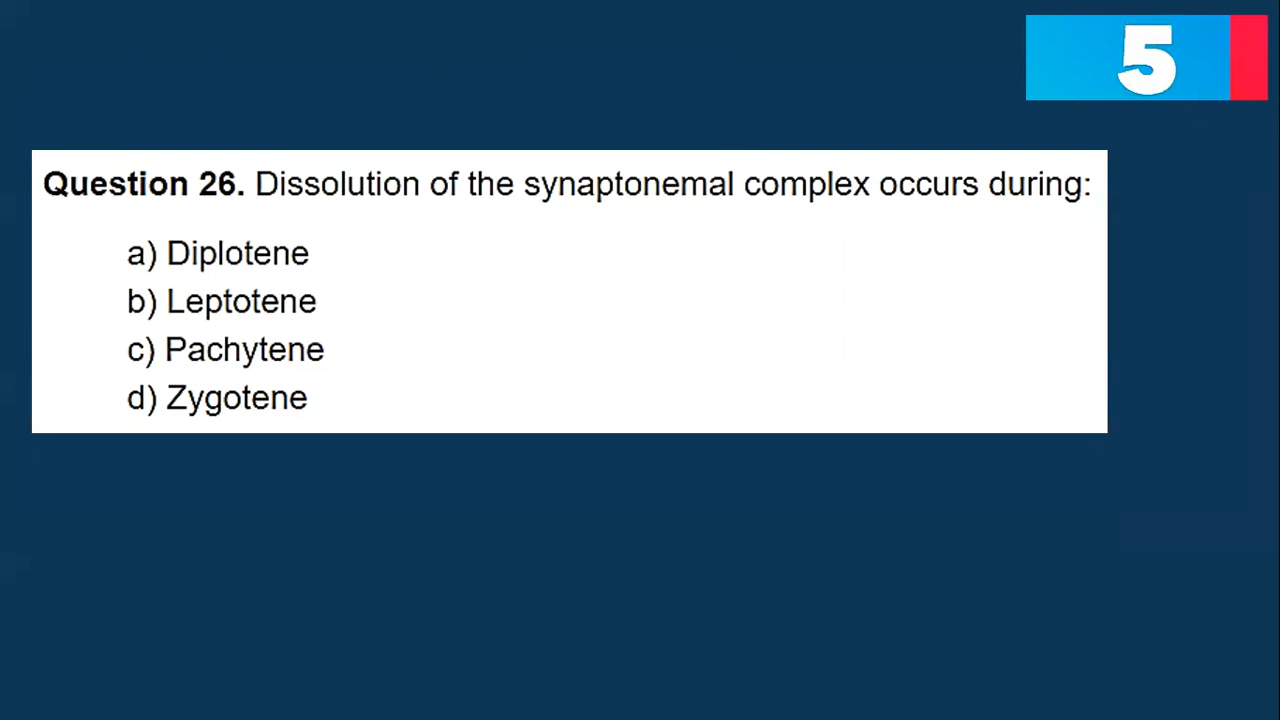 5
Question 26. Dissolution of the synaptonemal complex occurs during:
a) Diplotene
b) Leptotene
c) Pachytene
d) Zygotene